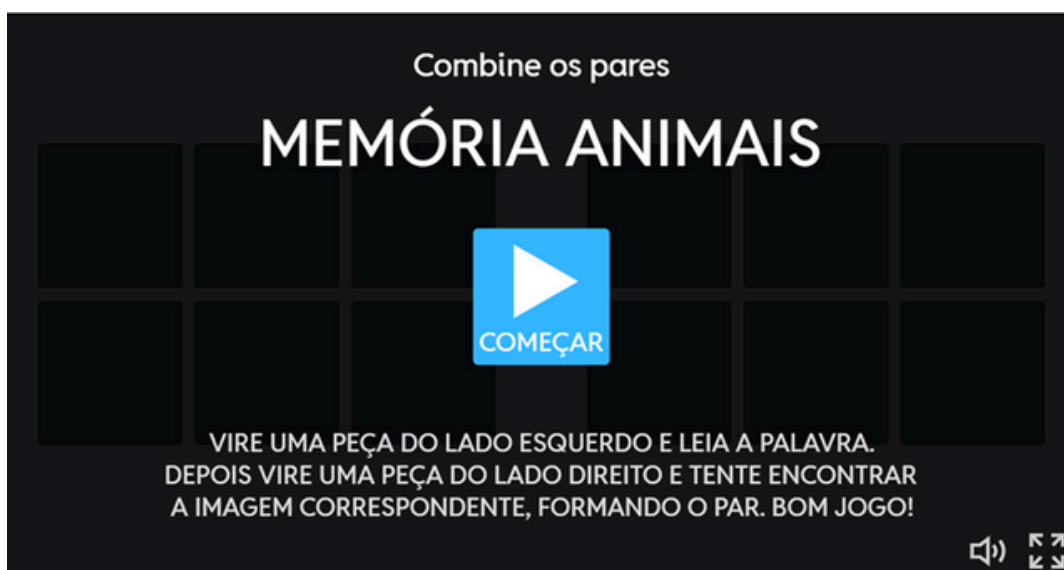 Combine os pares
MEMÓRIA ANIMAIS
COMEÇAR
VIRE UMA PEÇA DO LADO ESQUERDO E LEIA A PALAVRA.
DEPOIS VIRE UMA PEÇA DO LADO DIREITO E TENTE ENCONTRAR
A IMAGEM CORRESPONDENTE, FORMANDO O PAR. BOM JOGO!